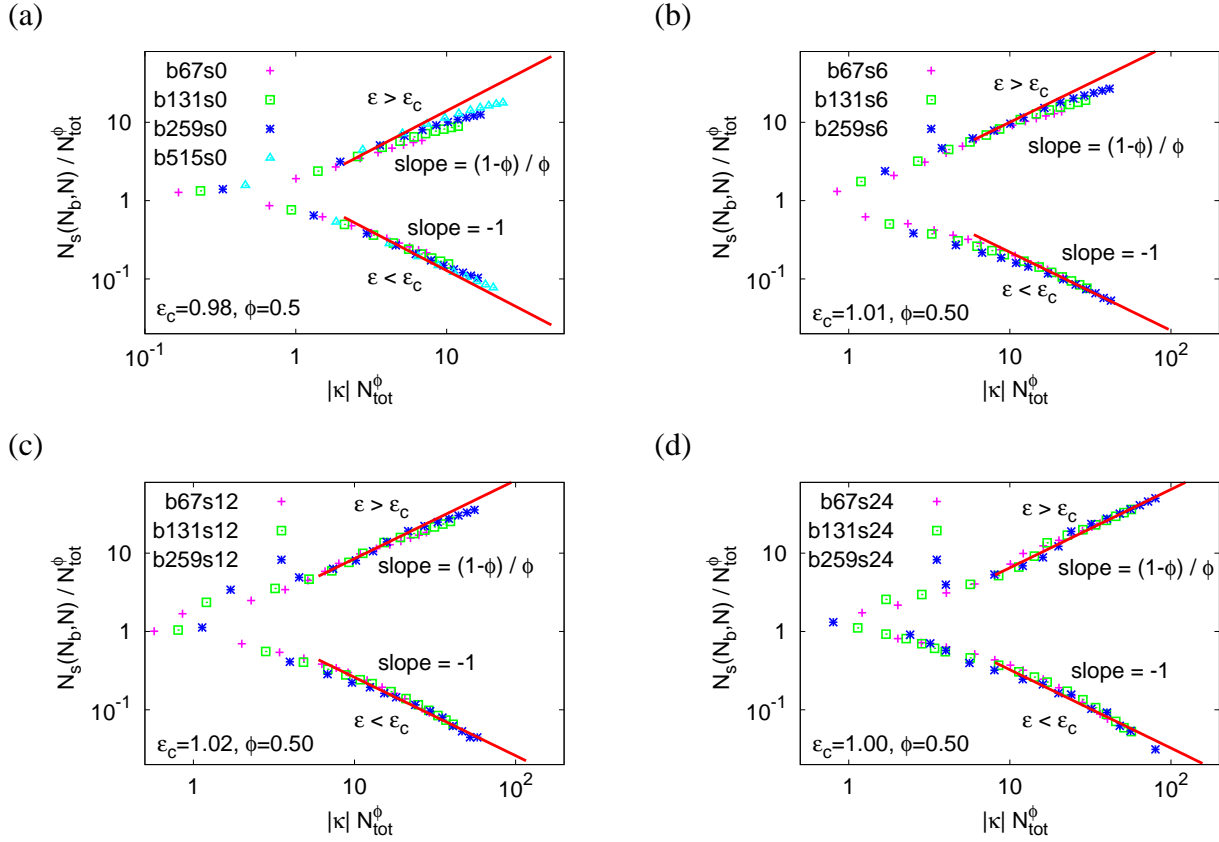 (a)
N_s(N_b,N) / N_tot^ϕ
b67s0
b131s0
b259s0
b515s0
ε > ε_c
slope = (1-ϕ) / ϕ
slope = -1
ε < ε_c
ε_c=0.98, ϕ=0.5
10
1
10^-1
10^-1
1
10
|κ| N_tot^ϕ
(b)
N_s(N_b,N) / N_tot^ϕ
b67s6
b131s6
b259s6
ε > ε_c
slope = (1-ϕ) / ϕ
slope = -1
ε < ε_c
ε_c=1.01, ϕ=0.50
10
1
10^-1
1
10
10^2
|κ| N_tot^ϕ
(c)
N_s(N_b,N) / N_tot^ϕ
b67s12
b131s12
b259s12
ε > ε_c
slope = (1-ϕ) / ϕ
slope = -1
ε < ε_c
ε_c=1.02, ϕ=0.50
10
1
10^-1
1
10
10^2
|κ| N_tot^ϕ
(d)
N_s(N_b,N) / N_tot^ϕ
b67s24
b131s24
b259s24
ε > ε_c
slope = (1-ϕ) / ϕ
slope = -1
ε < ε_c
ε_c=1.00, ϕ=0.50
10
1
10^-1
1
10
10^2
|κ| N_tot^ϕ